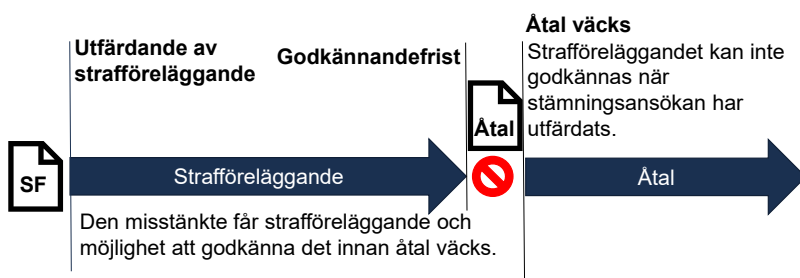 Utfärdande av
strafföreläggande
Godkännandefrist
Åtal väcks
Strafföreläggandet kan inte
godkännas när
stämningsansökan har
utfärdats.
Åtal
SF
Strafföreläggande
Åtal
Den misstänkte får strafföreläggande och
möjlighet att godkänna det innan åtal väcks.